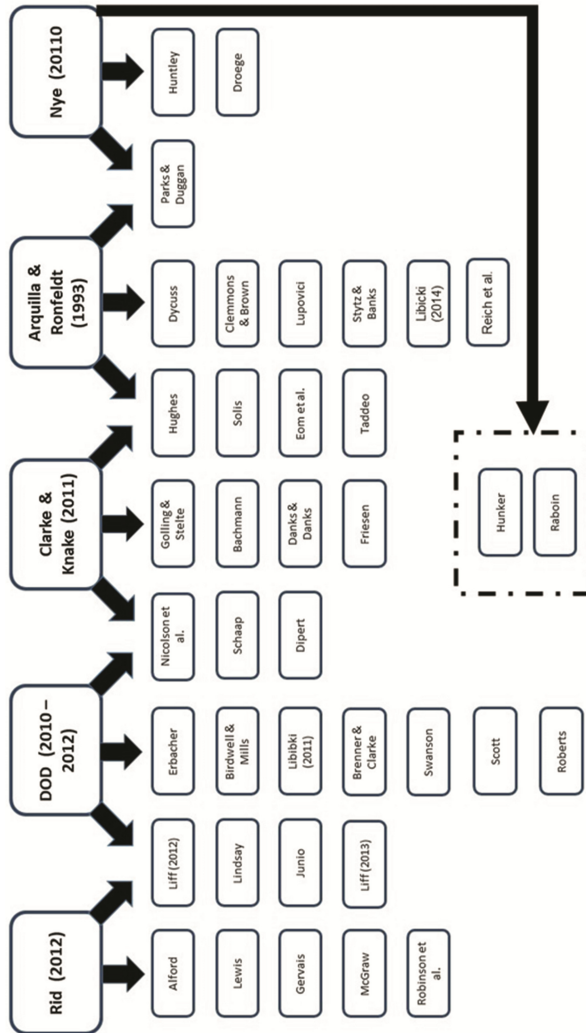 Rid (2012)
DOD (2010–
2012)
Clarke &
Knake (2011)
Arquilla &
Ronfeldt
(1993)
Nye (20110
Alford
Lewis
Gervais
McGraw
Robinson et
al.
Liff (2012)
Lindsay
Junio
Liff (2013)
Erbacher
Birdwell &
Mills
Libibki
(2011)
Brenner &
Clarke
Swanson
Scott
Roberts
Nicolson et
al.
Schaap
Dipert
Golling &
Stelte
Bachmann
Danks &
Danks
Friesen
Hughes
Solis
Eom et al.
Taddeo
Dycuss
Clemmons
& Brown
Lupovici
Stytz &
Banks
Libicki
(2014)
Reich et al.
Parks &
Duggan
Huntley
Droege
Hunker
Raboin